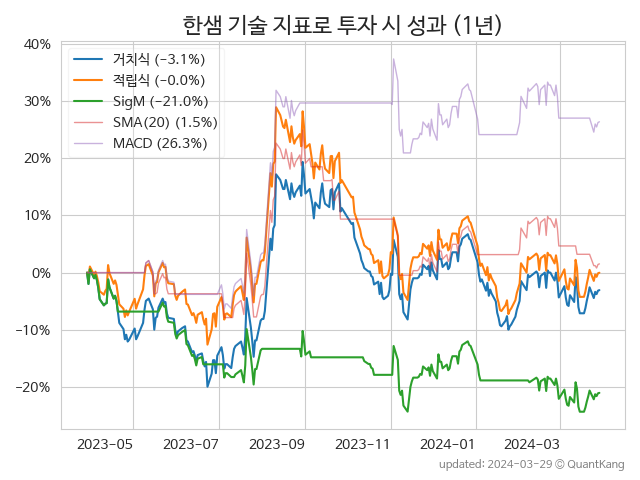 한샘 기술 지표로 투자 시 성과 (1년)
40%
30%
20%
10%
0%
−10%
−20%
거치식 (−3.1%)
적립식 (−0.0%)
SigM (−21.0%)
SMA(20) (1.5%)
MACD (26.3%)
2023−05
2023−07
2023−09
2023−11
2024−01
2024−03
updated: 2024−03−29 © QuantKang